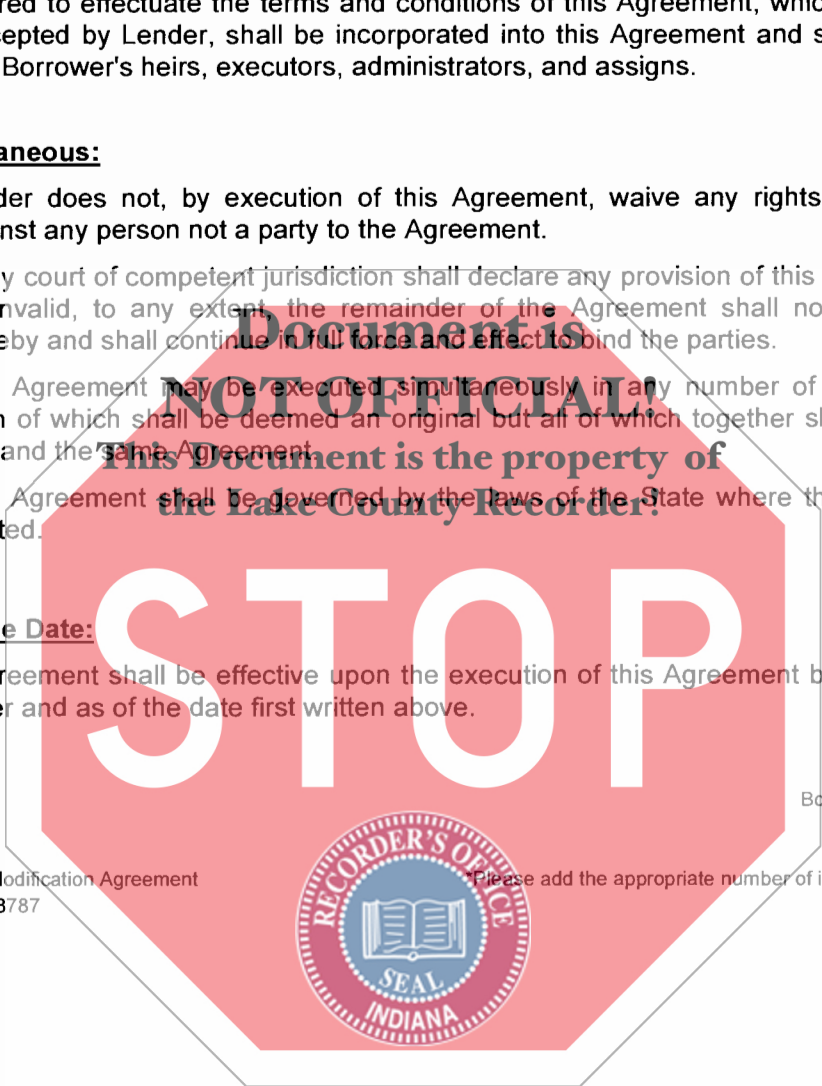 red to effectuate the terms and conditions of this Agreement, whic
cepted by Lender, shall be incorporated into this Agreement and s
Borrower's heirs, executors, administrators, and assigns.
aneous:
der does not, by execution of this Agreement, waive any rights
inst any person not a party to the Agreement.
y court of competent jurisdiction shall declare any provision of this
nvalid, to any extent, the remainder of the Agreement shall no
eby and shall continue in full force and effect to bind the parties.
Document is
Agreement may be executed simultaneously in any number of
NOT OFFICIAL!
h of which shall be deemed an original but all of which together sh
and the same Agreement.
This Document is the property of
Agreement shall be governed by the laws of the State where th
the Lake County Recorder!
ted.
STOP
e Date:
reement shall be effective upon the execution of this Agreement b
er and as of the date first written above.
Bo
RECORDER'S OFFICE
SEAL
INDIANA
odification Agreement
*Please add the appropriate number of i
8787